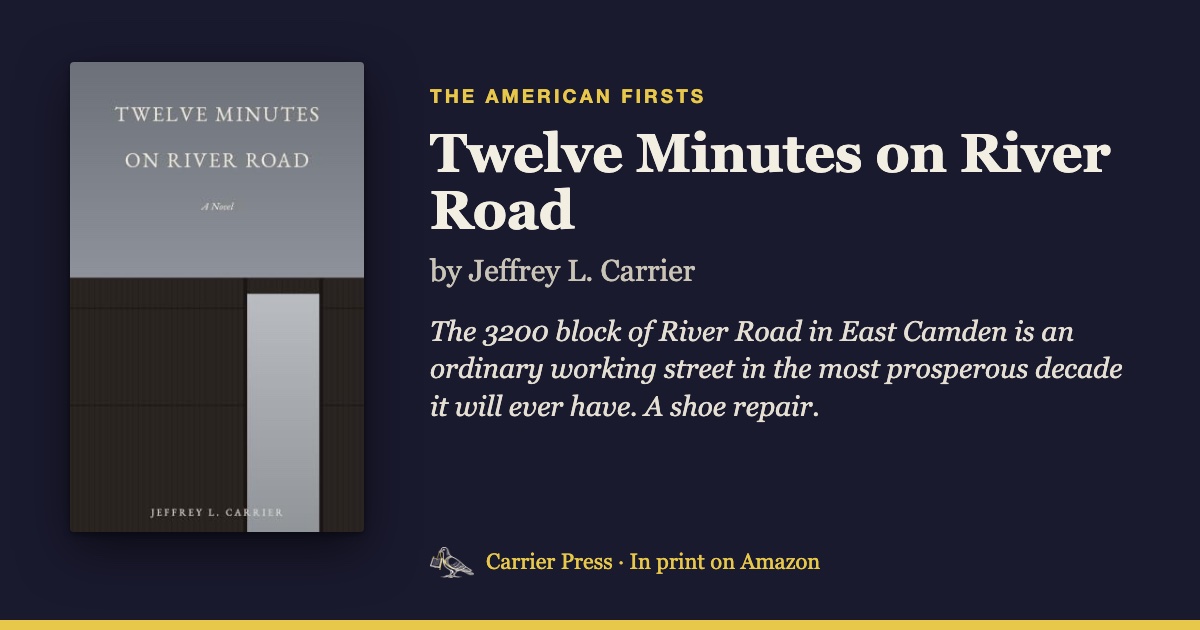 TWELVE MINUTES
ON RIVER ROAD
A Novel
JEFFREY L. CARRIER
THE AMERICAN FIRSTS
Twelve Minutes on River
Road
by Jeffrey L. Carrier
The 3200 block of River Road in East Camden is an
ordinary working street in the most prosperous decade
it will ever have. A shoe repair.
Carrier Press · In print on Amazon